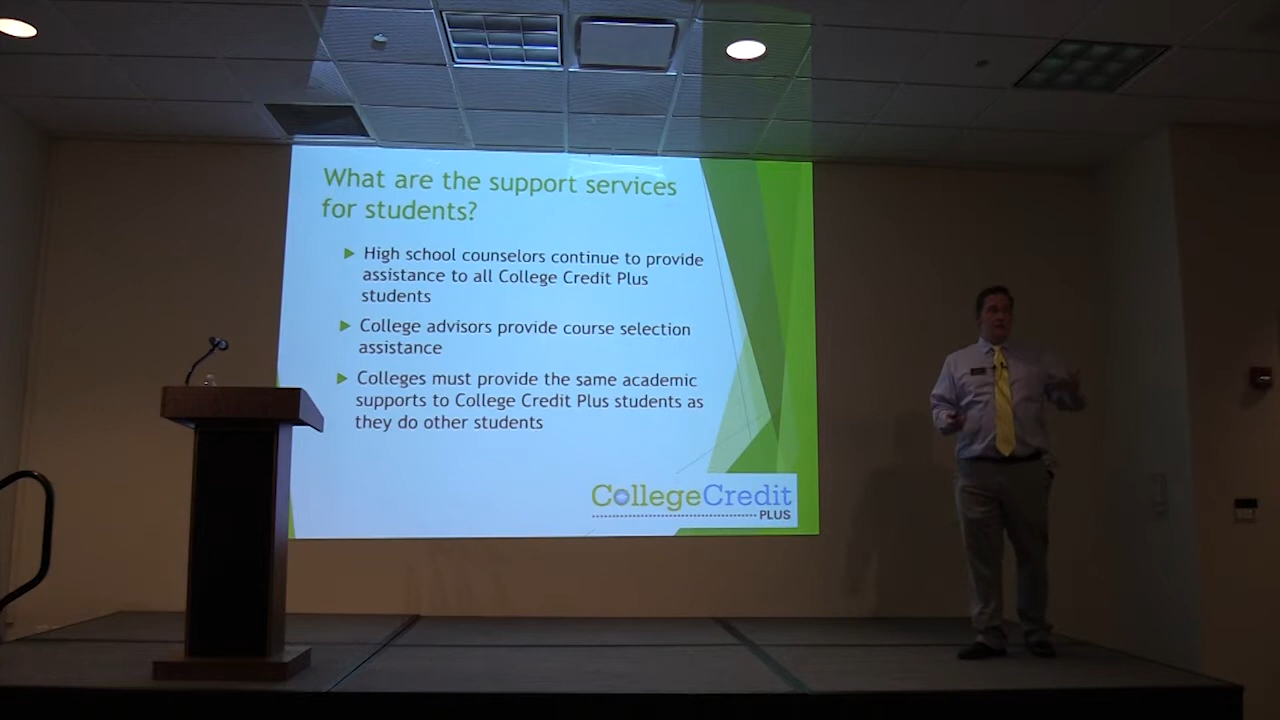 What are the support services
for students?
High school counselors continue to provide
assistance to all College Credit Plus
students
College advisors provide course selection
assistance
Colleges must provide the same academic
supports to College Credit Plus students as
they do other students
CollegeCredit
PLUS